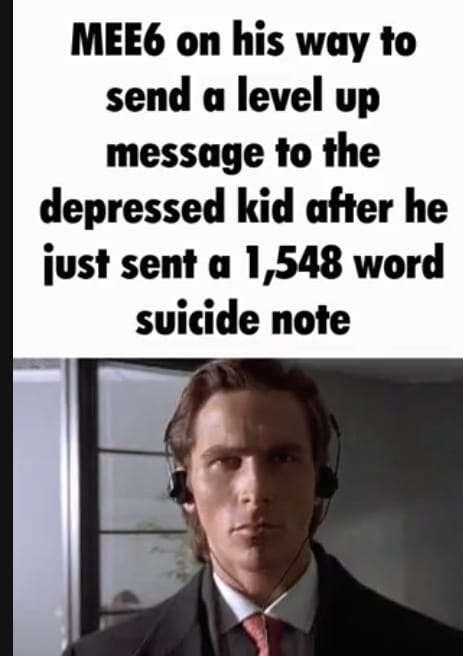 MEE6 on his way to
send a level up
message to the
depressed kid after he
just sent a 1,548 word
suicide note